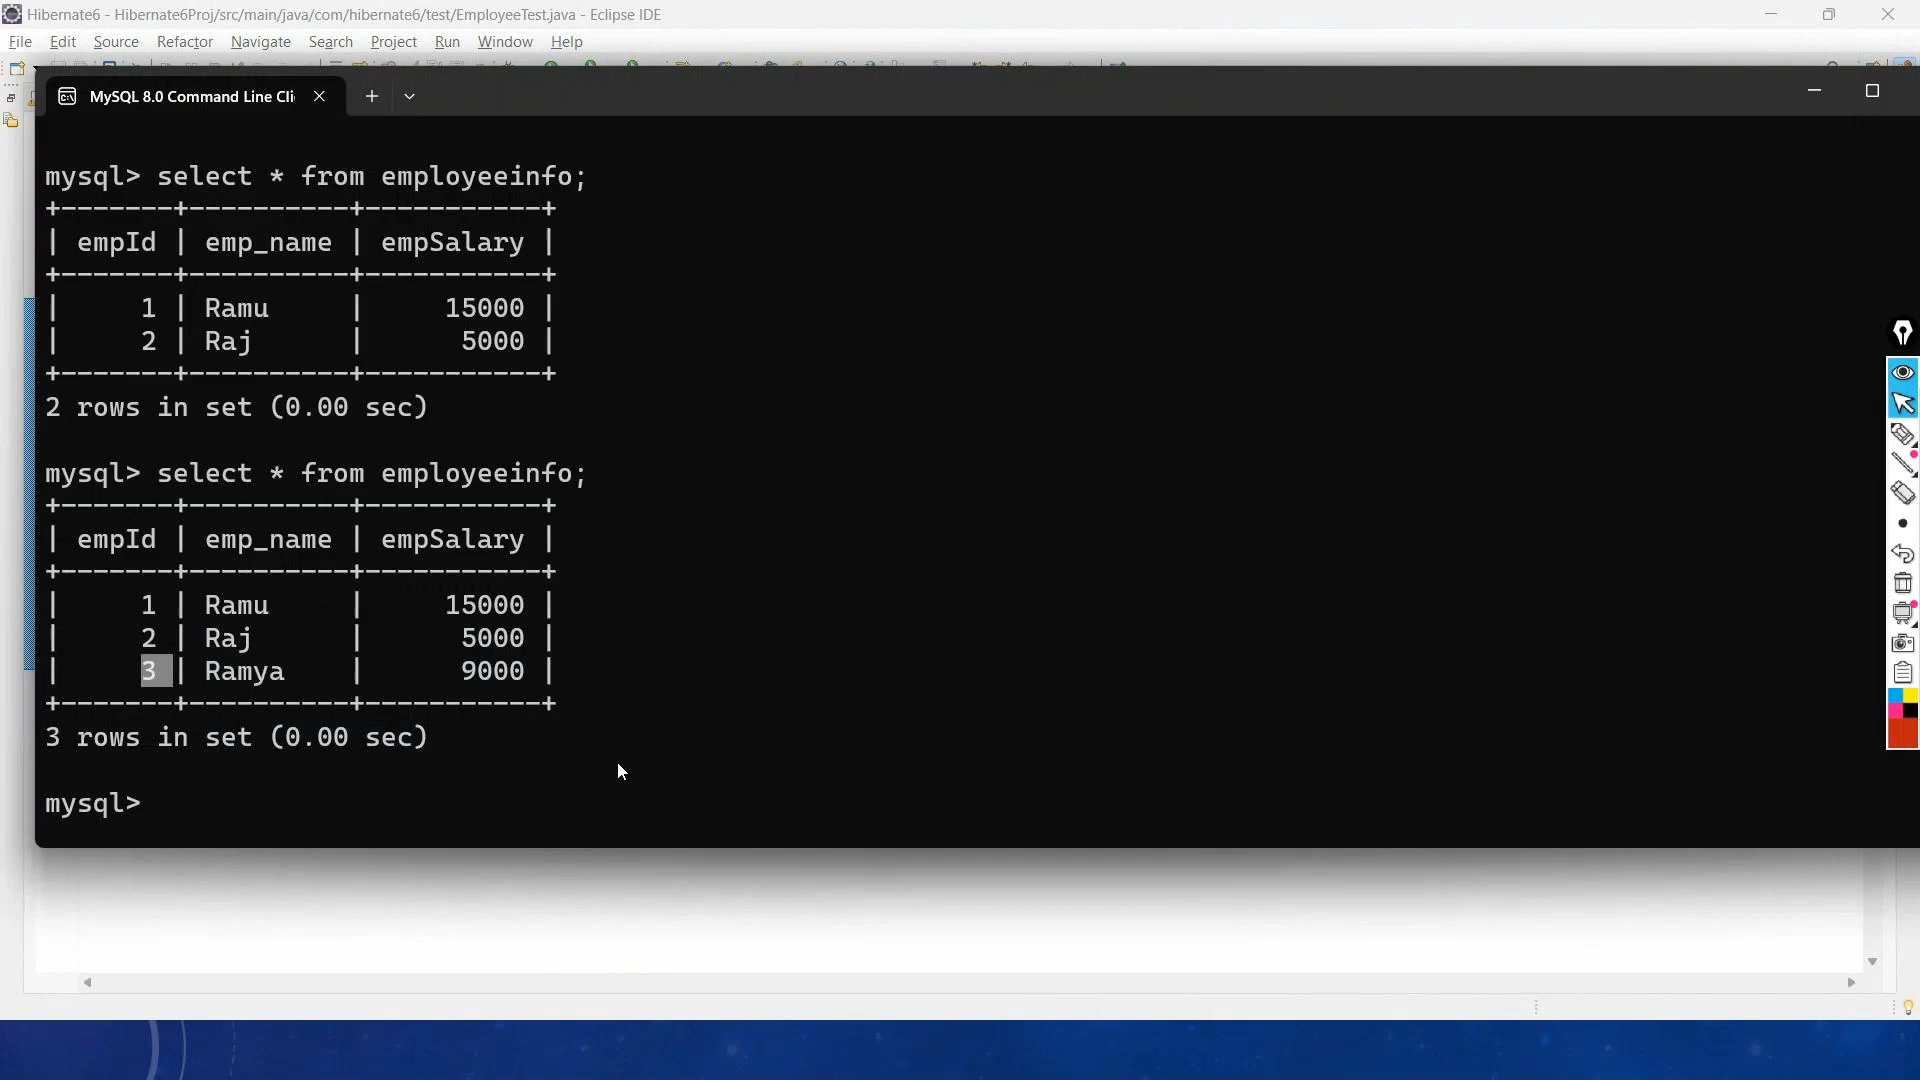 Hibernate6 - Hibernate6Proj/src/main/java/com/hibernate6/test/EmployeeTest.java - Eclipse IDE
File Edit Source Refactor Navigate Search Project Run Window Help
MySQL 8.0 Command Line Cli
mysql> select * from employeeinfo;
+-------+----------+-----------+
| empId | emp_name | empSalary |
+-------+----------+-----------+
|     1 | Ramu     |     15000 |
|     2 | Raj      |      5000 |
+-------+----------+-----------+
2 rows in set (0.00 sec)
mysql> select * from employeeinfo;
+-------+----------+-----------+
| empId | emp_name | empSalary |
+-------+----------+-----------+
|     1 | Ramu     |     15000 |
|     2 | Raj      |      5000 |
|     3 | Ramya    |      9000 |
+-------+----------+-----------+
3 rows in set (0.00 sec)
mysql>